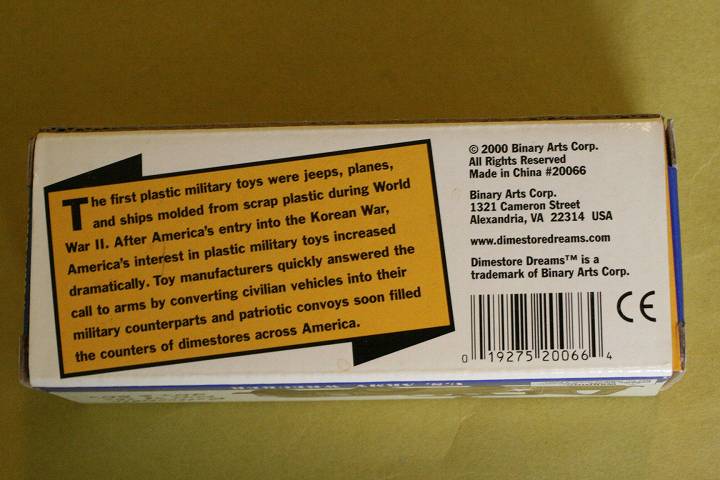 The first plastic military toys were jeeps, planes,
and ships molded from scrap plastic during World
War II. After America's entry into the Korean War,
America's interest in plastic military toys increased
dramatically. Toy manufacturers quickly answered the
call to arms by converting civilian vehicles into their
military counterparts and patriotic convoys soon filled
the counters of dimestores across America.
© 2000 Binary Arts Corp.
All Rights Reserved
Made in China #20066
Binary Arts Corp.
1321 Cameron Street
Alexandria, VA 22314 USA
www.dimestoredreams.com
Dimestore Dreams™ is a
trademark of Binary Arts Corp.
CE
0 19275 20066 4
U.S. ARMY WRECKER